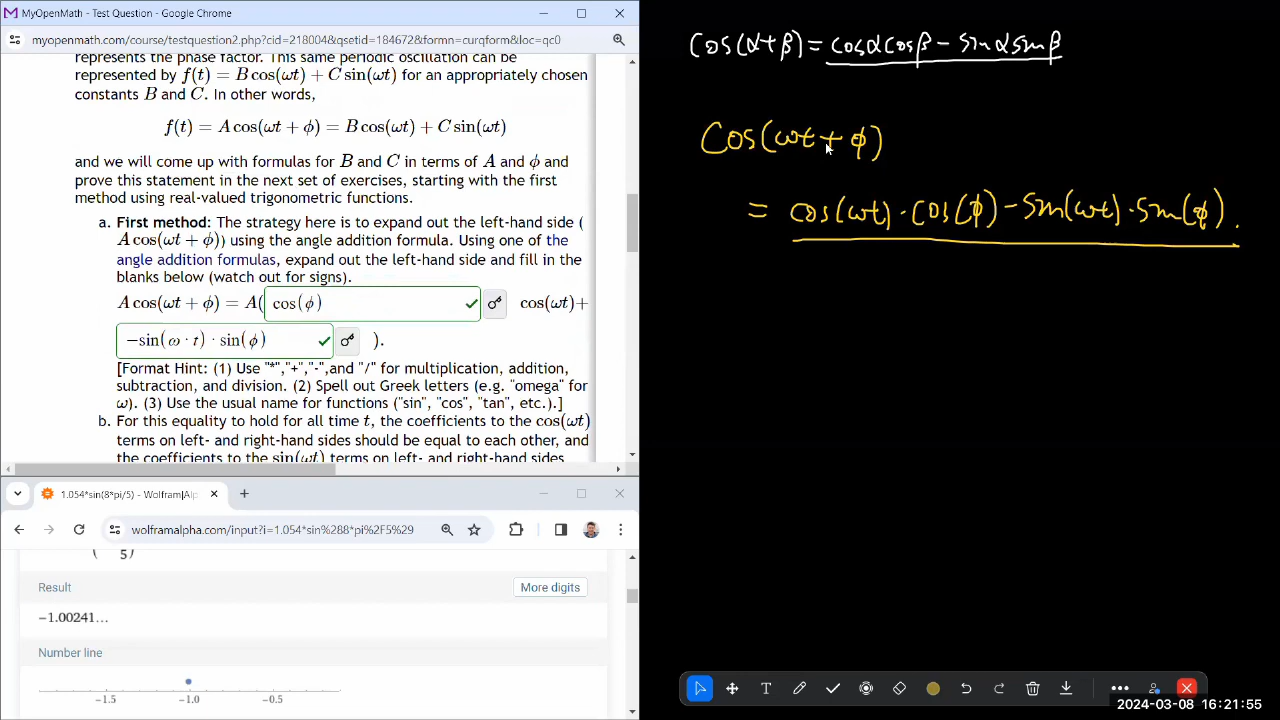 MyOpenMath - Test Question - Google Chrome
myopenmath.com/course/testquestion2.php?cid=218004&qsetid=184672&formn=curqform&loc=qc0
represents the phase factor. This same periodic oscillation can be
represented by f(t) = B cos(ωt) + C sin(ωt) for an appropriately chosen
constants B and C. In other words,
f(t) = A cos(ωt + ϕ) = B cos(ωt) + C sin(ωt)
and we will come up with formulas for B and C in terms of A and ϕ and
prove this statement in the next set of exercises, starting with the first
method using real-valued trigonometric functions.
a. First method: The strategy here is to expand out the left-hand side (
A cos(ωt + ϕ)) using the angle addition formula. Using one of the
angle addition formulas, expand out the left-hand side and fill in the
blanks below (watch out for signs).
A cos(ωt + ϕ) = A( cos(ϕ) cos(ωt)+
−sin(ω · t) · sin(ϕ) ).
[Format Hint: (1) Use "*","+","-",and "/" for multiplication, addition,
subtraction, and division. (2) Spell out Greek letters (e.g. "omega" for
ω). (3) Use the usual name for functions ("sin", "cos", "tan", etc.).]
b. For this equality to hold for all time t, the coefficients to the cos(ωt)
terms on left- and right-hand sides should be equal to each other, and
the coefficients to the sin(ωt) terms on left- and right-hand sides
1.054*sin(8*pi/5) - Wolfram|Alp
wolframalpha.com/input?i=1.054*sin%288*pi%2F5%29
5)
Result
More digits
−1.00241…
Number line
−1.5
−1.0
−0.5
Cos(α+β) = cosαcosβ − sinαsinβ
Cos(ωt + ϕ)
= cos(ωt) · cos(ϕ) − sin(ωt) · sin(ϕ).
T
2024-03-08 16:21:55